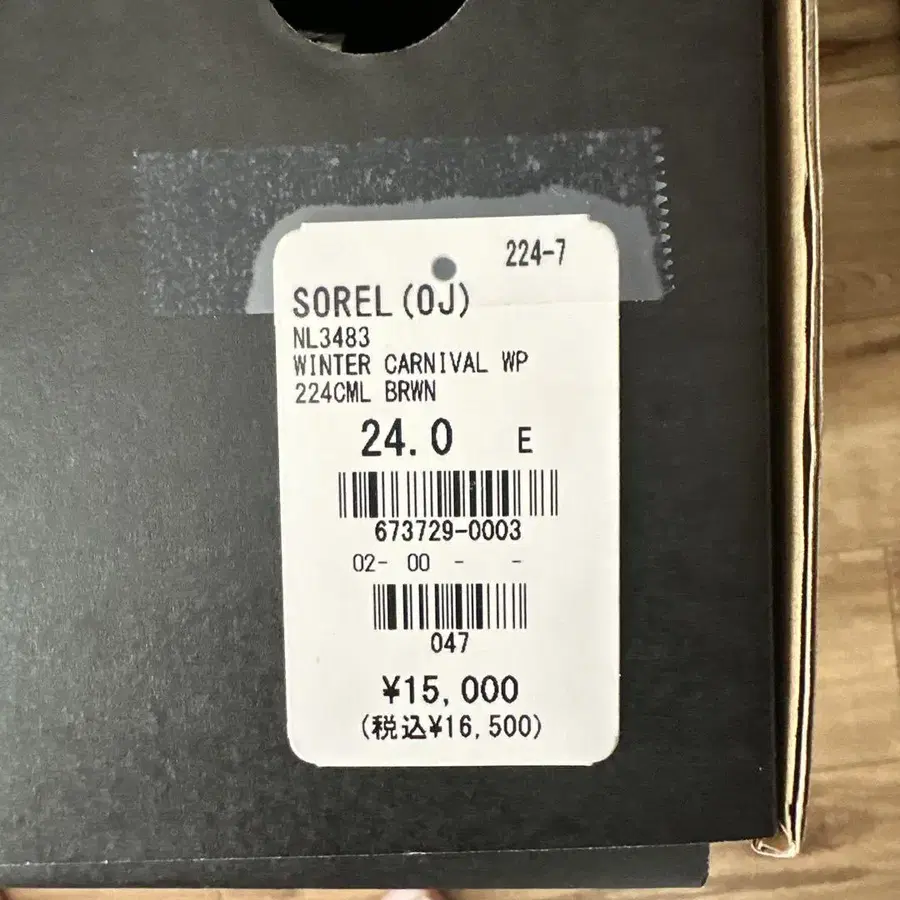 224-7
SOREL(OJ)
NL3483
WINTER CARNIVAL WP
224CML BRWN
24.0 E
673729-0003
02- 00 - -
047
¥15,000
(税込¥16,500)